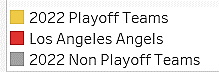 2022 Playoff Teams
Los Angeles Angels
2022 Non Playoff Teams